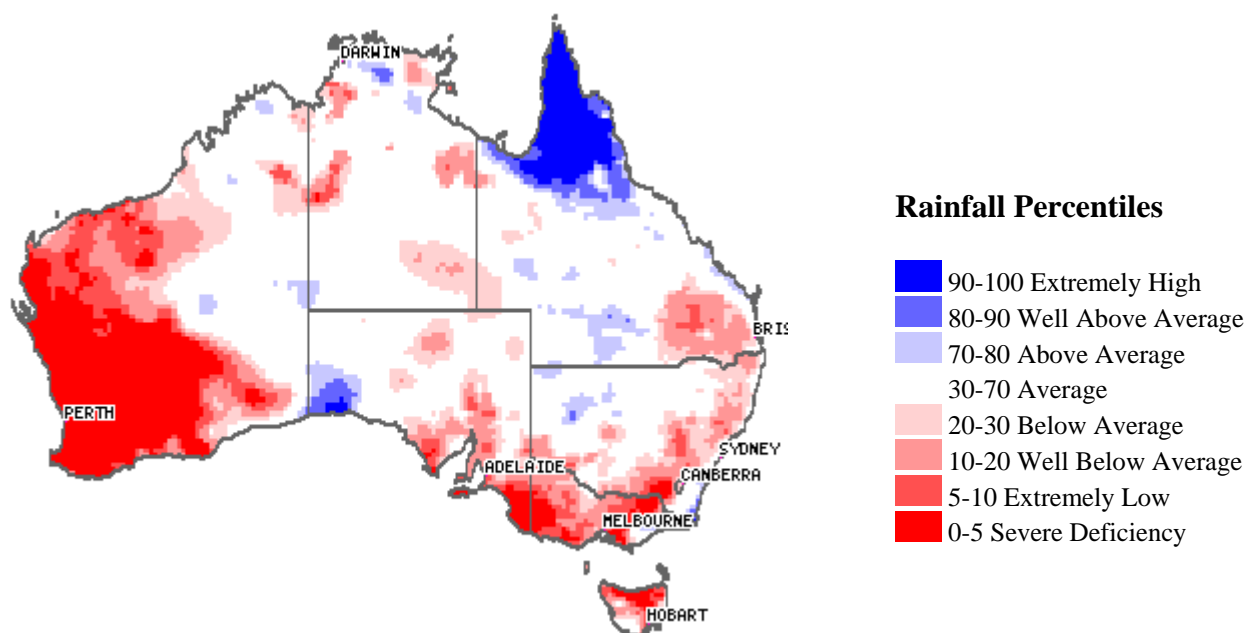 DARWIN
BRIS
PERTH
SYDNEY
ADELAIDE
CANBERRA
MELBOURNE
HOBART
Rainfall Percentiles
90-100 Extremely High
80-90 Well Above Average
70-80 Above Average
30-70 Average
20-30 Below Average
10-20 Well Below Average
5-10 Extremely Low
0-5 Severe Deficiency